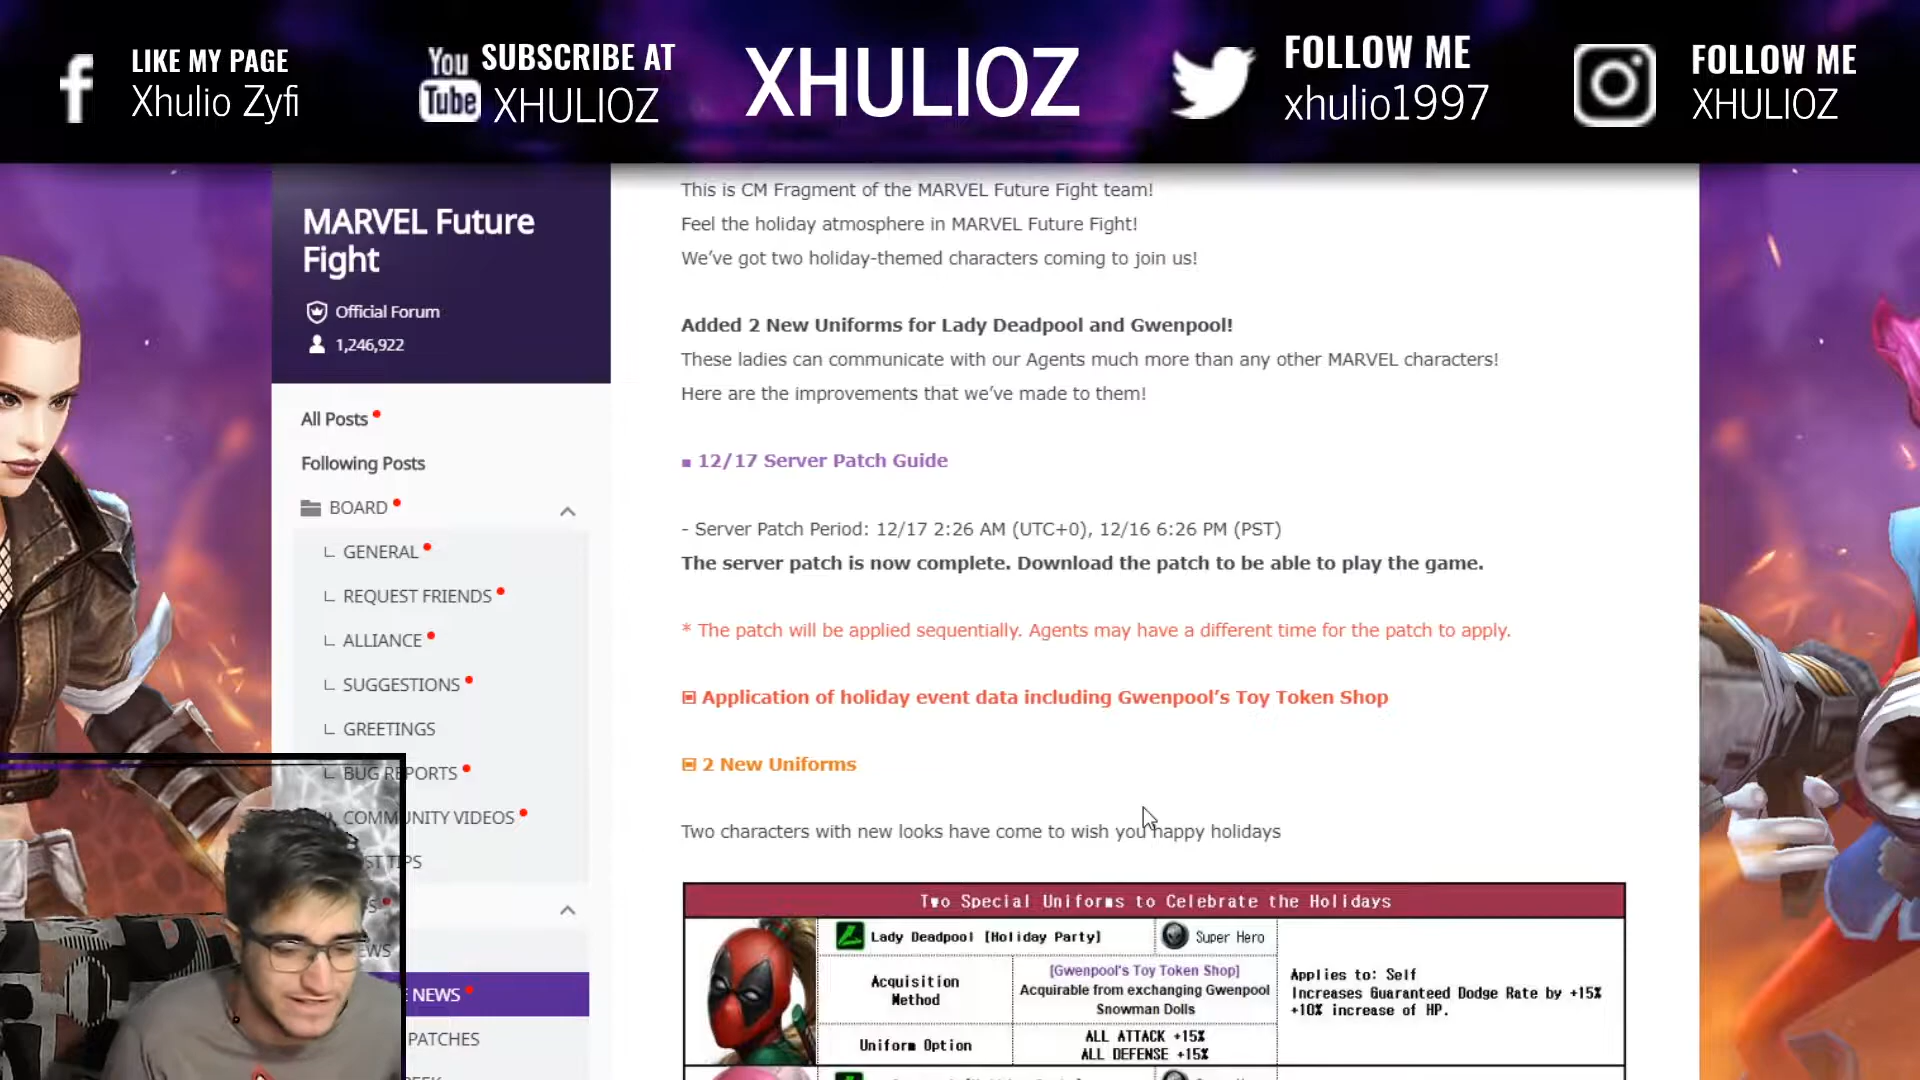 LIKE MY PAGE
Xhulio Zyfi
You Tube
SUBSCRIBE AT
XHULIOZ
XHULIOZ
FOLLOW ME
xhulio1997
FOLLOW ME
XHULIOZ
MARVEL Future
Fight
Official Forum
1,246,922
All Posts
Following Posts
BOARD
GENERAL
REQUEST FRIENDS
ALLIANCE
SUGGESTIONS
GREETINGS
BUG REPORTS
COMMUNITY VIDEOS
TIPS
NEWS
PATCHES
This is CM Fragment of the MARVEL Future Fight team!
Feel the holiday atmosphere in MARVEL Future Fight!
We've got two holiday-themed characters coming to join us!
Added 2 New Uniforms for Lady Deadpool and Gwenpool!
These ladies can communicate with our Agents much more than any other MARVEL characters!
Here are the improvements that we've made to them!
■ 12/17 Server Patch Guide
- Server Patch Period: 12/17 2:26 AM (UTC+0), 12/16 6:26 PM (PST)
The server patch is now complete. Download the patch to be able to play the game.
* The patch will be applied sequentially. Agents may have a different time for the patch to apply.
▣ Application of holiday event data including Gwenpool's Toy Token Shop
▣ 2 New Uniforms
Two characters with new looks have come to wish you happy holidays
Two Special Uniforms to Celebrate the Holidays
Lady Deadpool [Holiday Party]
Super Hero
Acquisition
Method
[Gwenpool's Toy Token Shop]
Acquirable from exchanging Gwenpool
Snowman Dolls
Applies to: Self
Increases Guaranteed Dodge Rate by +15%
+10% increase of HP.
Uniform Option
ALL ATTACK +15%
ALL DEFENSE +15%